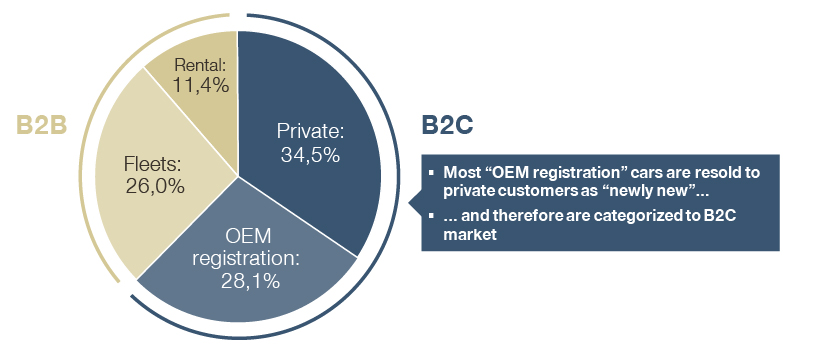 Rental:
11,4%
B2B
Fleets:
26,0%
Private:
34,5%
OEM
registration:
28,1%
B2C
▪ Most “OEM registration” cars are resold to
private customers as “newly new”...
▪ ... and therefore are categorized to B2C
market